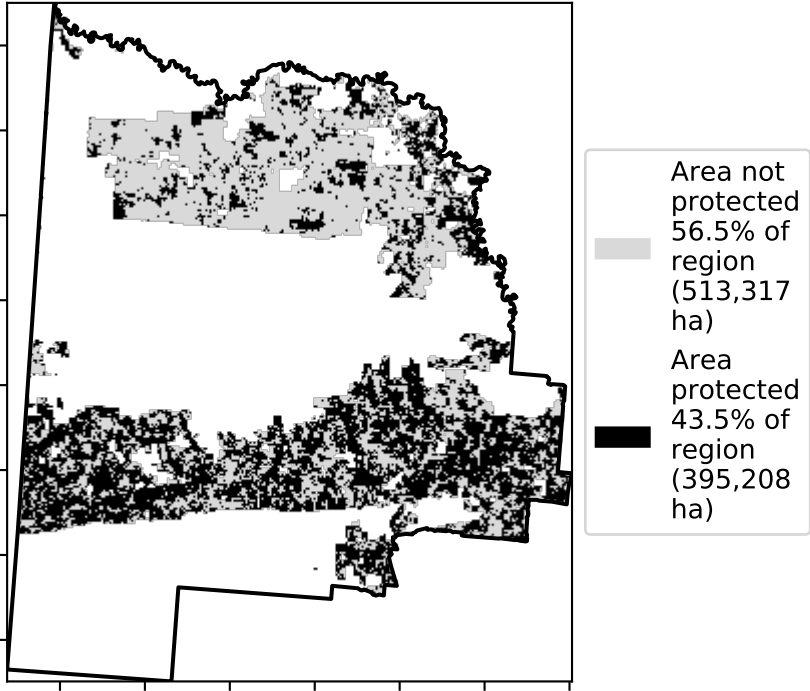 Area not
protected
56.5% of
region
(513,317
ha)
Area
protected
43.5% of
region
(395,208
ha)